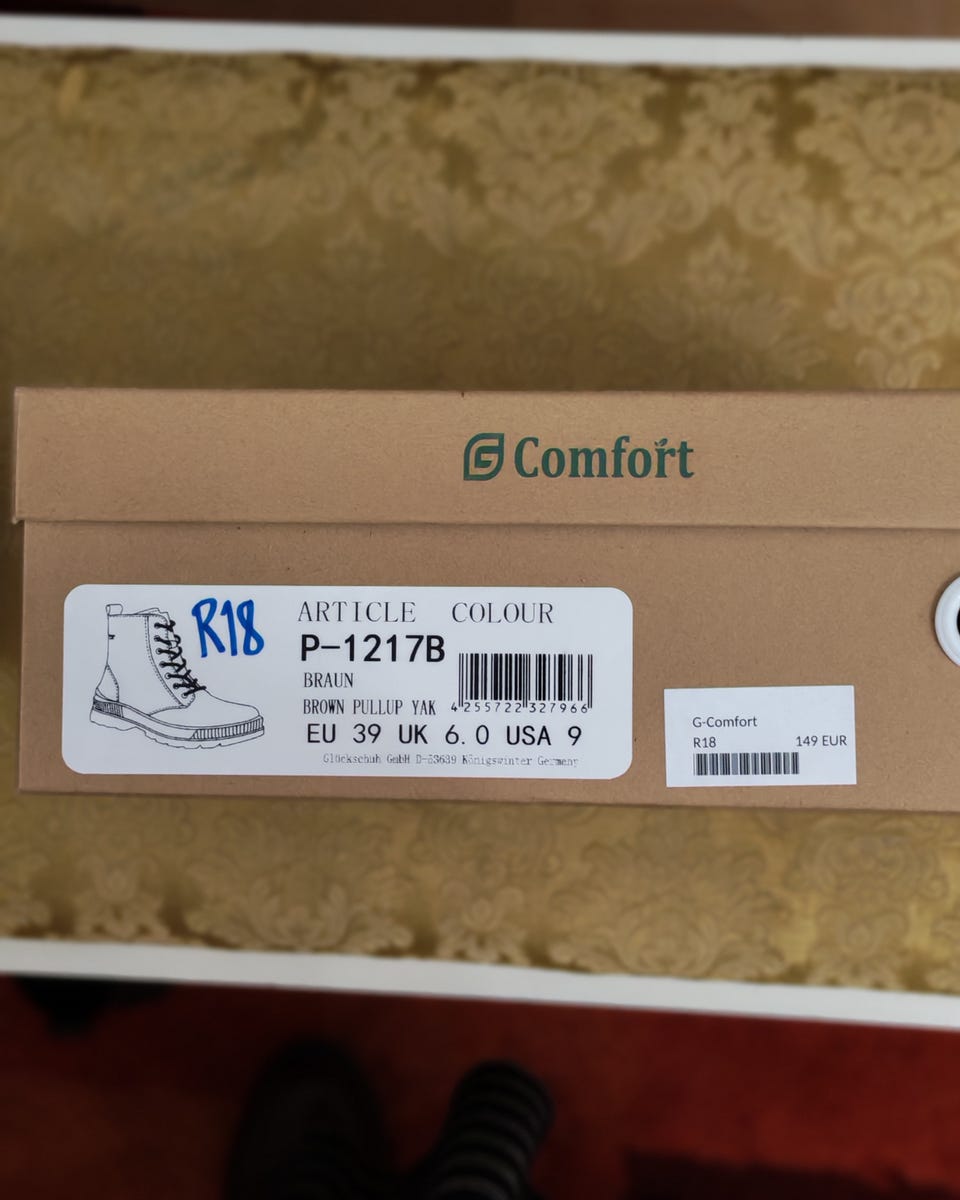 G Comfort
R18
ARTICLE COLOUR
P-1217B
BRAUN
BROWN PULLUP YAK
4 255722 327966
EU 39 UK 6.0 USA 9
Glückschuh GmbH D-53639 Königswinter Germeny
G-Comfort
R18 149 EUR